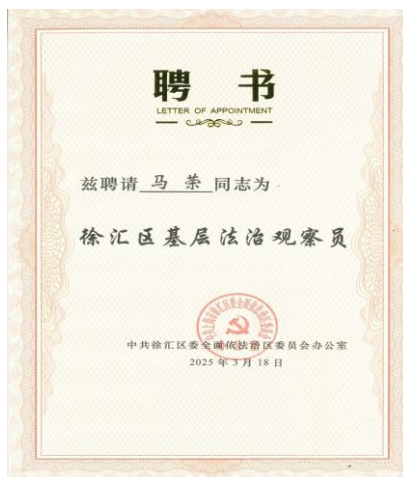 聘 书
LETTER OF APPOINTMENT
兹聘请 马荣 同志为
徐汇区基层法治观察员
中共徐汇区委全面依法治区委员会办公室
2025 年 3 月 18 日